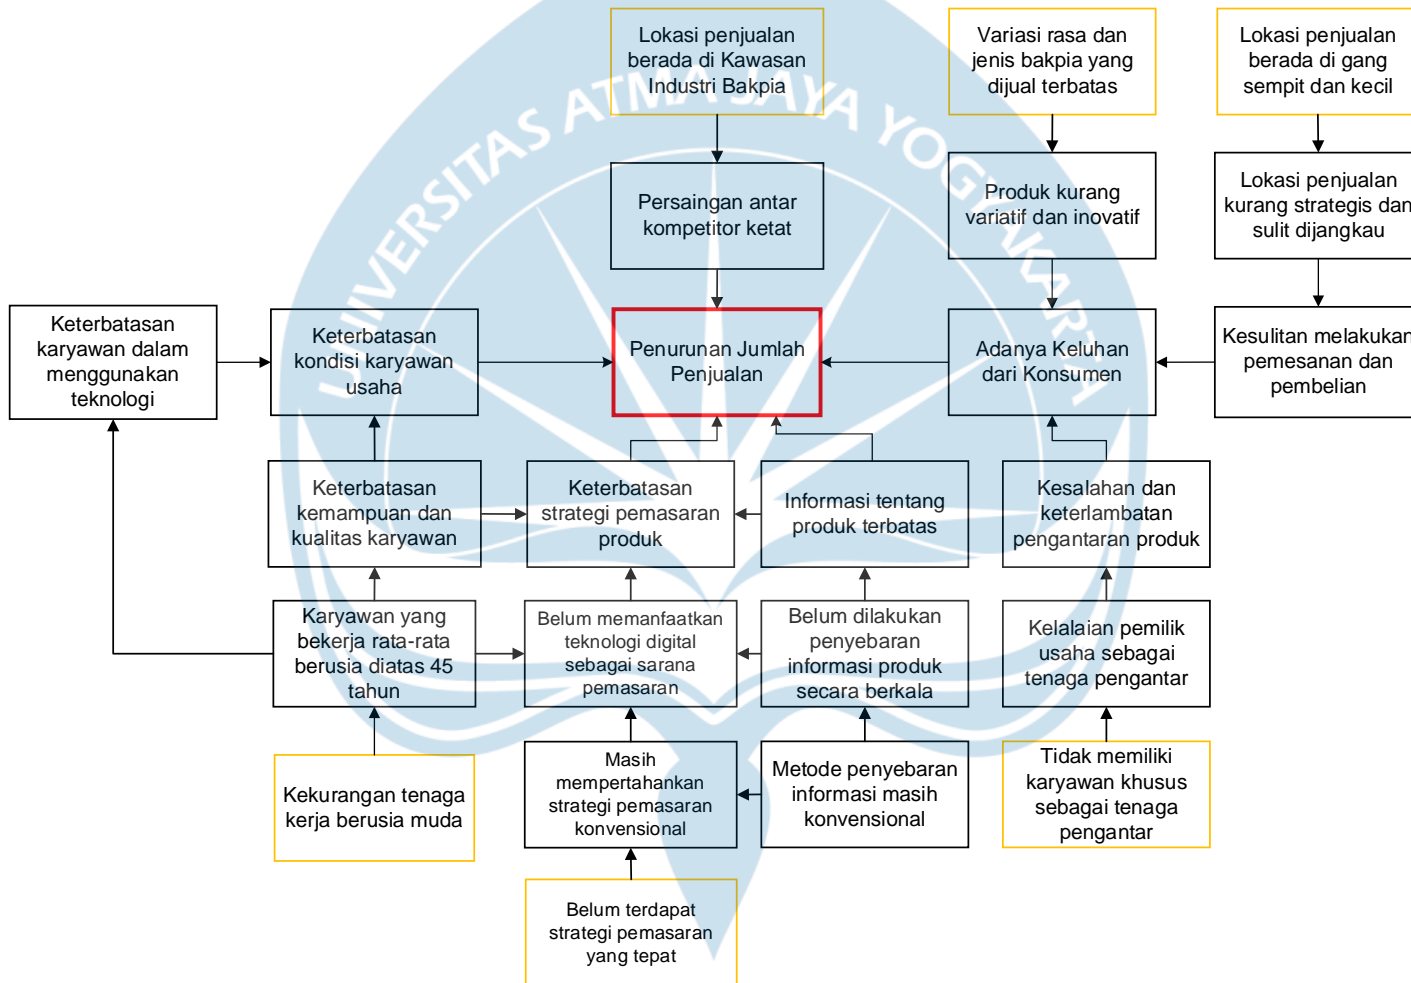 Lokasi penjualan
berada di Kawasan
Industri Bakpia
Variasi rasa dan
jenis bakpia yang
dijual terbatas
Lokasi penjualan
berada di gang
sempit dan kecil
UNIVERSITAS ATMA JAYA YOGYAKARTA
Persaingan antar
kompetitor ketat
Produk kurang
variatif dan inovatif
Lokasi penjualan
kurang strategis dan
sulit dijangkau
Keterbatasan
karyawan dalam
menggunakan
teknologi
Keterbatasan
kondisi karyawan
usaha
Penurunan Jumlah
Penjualan
Adanya Keluhan
dari Konsumen
Kesulitan melakukan
pemesanan dan
pembelian
Keterbatasan
kemampuan dan
kualitas karyawan
Keterbatasan
strategi pemasaran
produk
Informasi tentang
produk terbatas
Kesalahan dan
keterlambatan
pengantaran produk
Karyawan yang
bekerja rata-rata
berusia diatas 45
tahun
Belum memanfaatkan
teknologi digital
sebagai sarana
pemasaran
Belum dilakukan
penyebaran
informasi produk
secara berkala
Kelalaian pemilik
usaha sebagai
tenaga pengantar
Kekurangan tenaga
kerja berusia muda
Masih
mempertahankan
strategi pemasaran
konvensional
Metode penyebaran
informasi masih
konvensional
Tidak memiliki
karyawan khusus
sebagai tenaga
pengantar
Belum terdapat
strategi pemasaran
yang tepat